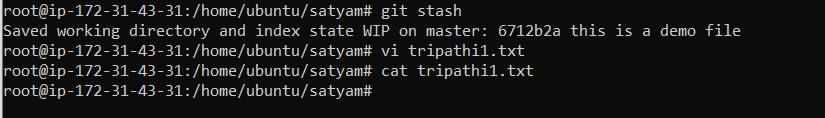 root@ip-172-31-43-31:/home/ubuntu/satyam# git stash
Saved working directory and index state WIP on master: 6712b2a this is a demo file
root@ip-172-31-43-31:/home/ubuntu/satyam# vi tripathi1.txt
root@ip-172-31-43-31:/home/ubuntu/satyam# cat tripathi1.txt
root@ip-172-31-43-31:/home/ubuntu/satyam#